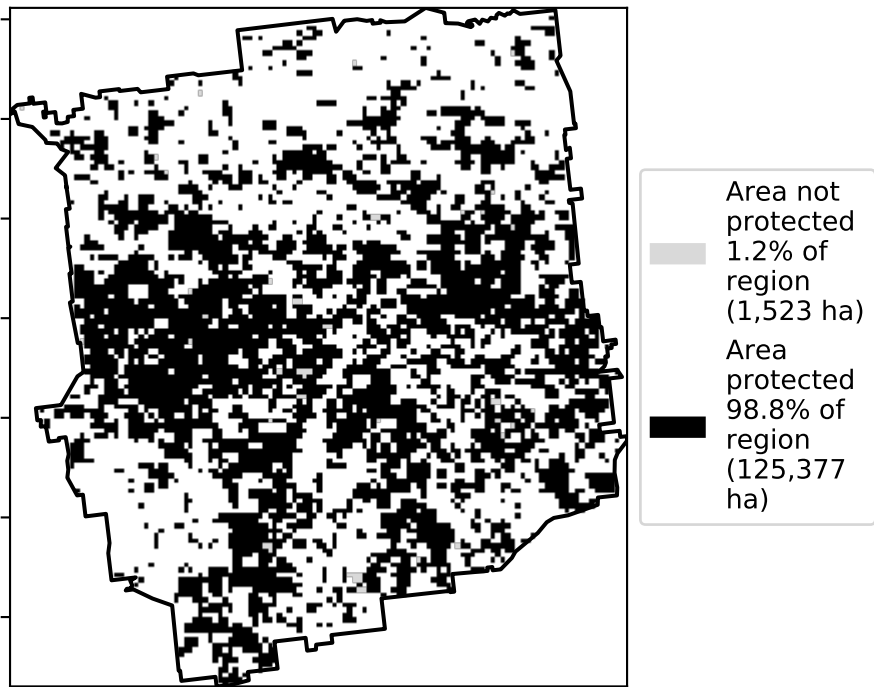 Area not
protected
1.2% of
region
(1,523 ha)
Area
protected
98.8% of
region
(125,377
ha)